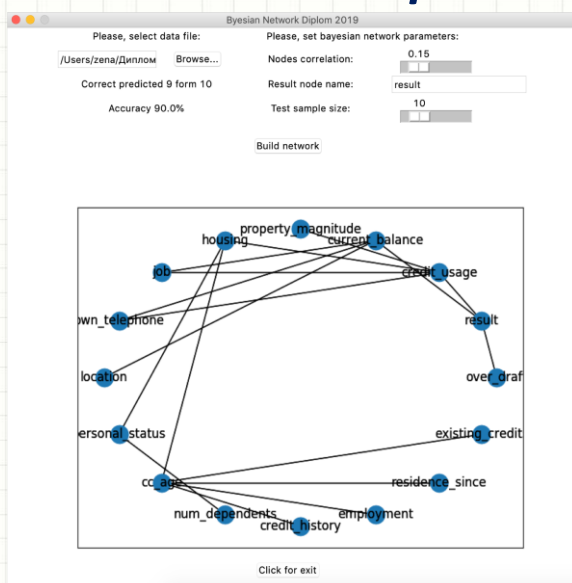 Byesian Network Diplom 2019
Please, select data file:
Please, set bayesian network parameters:
/Users/zena/Диплом
Browse...
Nodes correlation:
0.15
Correct predicted 9 form 10
Result node name:
result
Accuracy 90.0%
Test sample size:
10
Build network
property_magnitude
housing
current_balance
job
credit_usage
own_telephone
result
location
over_draf
ersonal_status
existing_credit
cc_age
residence_since
num_dependents
employment
credit_history
Click for exit